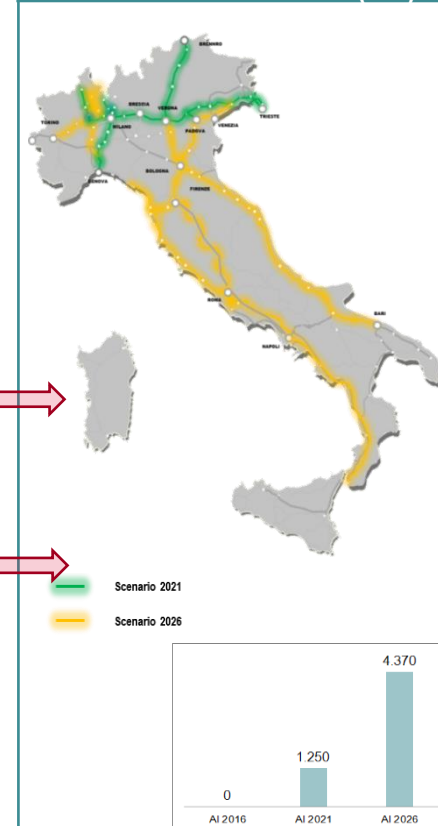 BRENNERO
TORINO
MILANO
BRESCIA
VERONA
PADOVA
VENEZIA
TRIESTE
GENOVA
BOLOGNA
FIRENZE
ROMA
NAPOLI
BARI
Scenario 2021
Scenario 2026
4.370
1.250
0
Al 2016
Al 2021
Al 2026